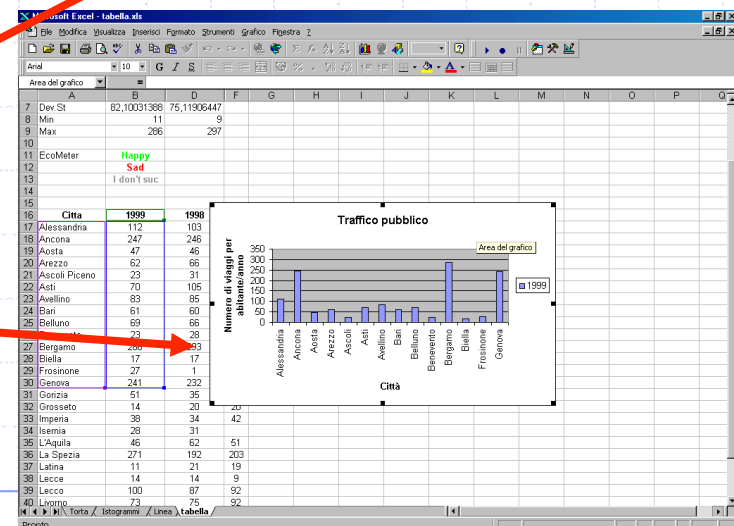 Microsoft Excel - tabella.xls
File Modifica Visualizza Inserisci Formato Strumenti Grafico Finestra ?
Arial 10 G I S
Area del grafico =
A B D F G H I J K L M N O P Q
7 Dev.St 82,10031388 75,11906447
8 Min 11 9
9 Max 286 297
10
11 EcoMeter Happy
12 Sad
13 I don't suc
14
15
16 Citta 1999 1998
17 Alessandria 112 103
18 Ancona 247 246
19 Aosta 47 46
20 Arezzo 62 66
21 Ascoli Piceno 23 31
22 Asti 70 105
23 Avellino 83 85
24 Bari 61 60
25 Belluno 69 66
23 28
27 Bergamo 93
28 Biella 17 17
29 Frosinone 27 1
30 Genova 241 232
31 Gorizia 51 35
32 Grosseto 14 20 20
33 Imperia 38 34 42
34 Isernia 28 31
35 L'Aquila 46 62 51
36 La Spezia 271 192 203
37 Latina 11 21 19
38 Lecce 14 14 9
39 Lecco 100 87 92
40 Livorno 73 75 92
Traffico pubblico
Area del grafico
Numero di viaggi per
abitante/anno
350
300
250
200
150
100
50
0
1999
Alessandria
Ancona
Aosta
Arezzo
Ascoli
Asti
Avellino
Bari
Belluno
Benevento
Bergamo
Biella
Frosinone
Genova
Città
Torta Istogrammi Linea tabella
Pronto